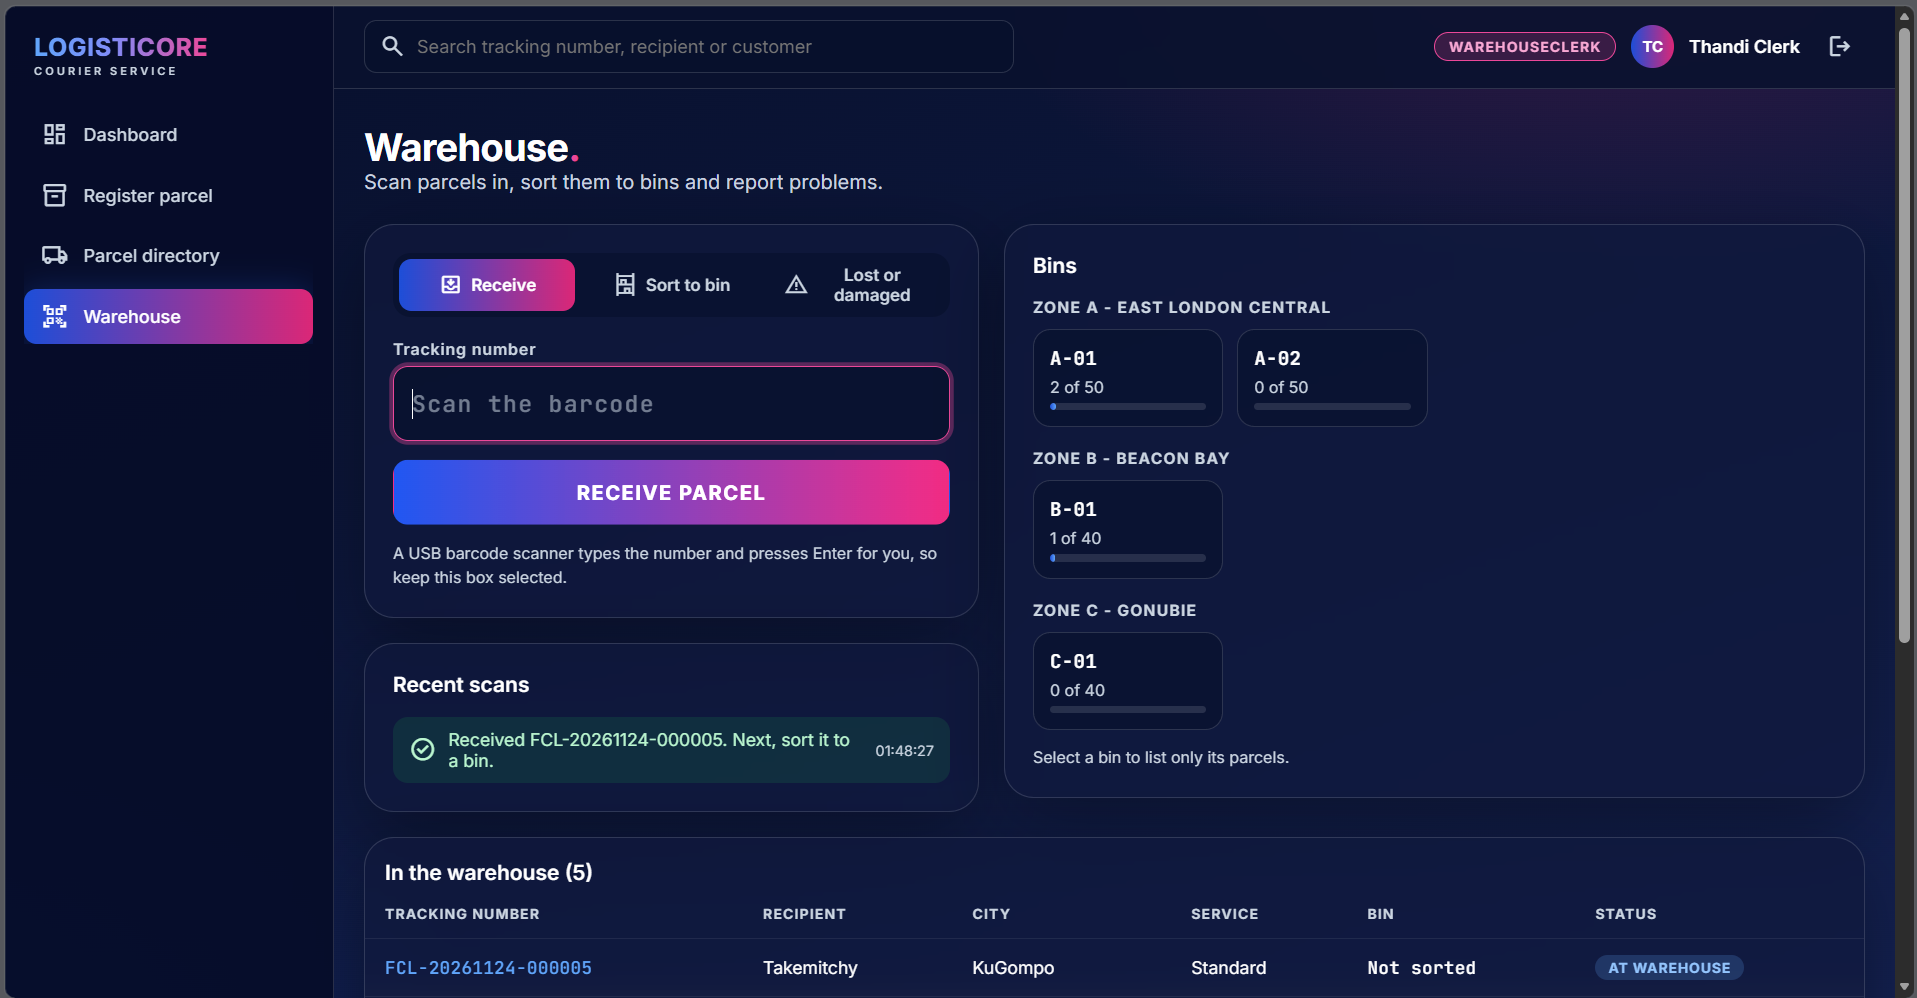 LOGISTICORE
COURIER SERVICE
Dashboard
Register parcel
Parcel directory
Warehouse
Search tracking number, recipient or customer
WAREHOUSECLERK
TC
Thandi Clerk
Warehouse.
Scan parcels in, sort them to bins and report problems.
Receive
Sort to bin
Lost or
damaged
Tracking number
Scan the barcode
RECEIVE PARCEL
A USB barcode scanner types the number and presses Enter for you, so
keep this box selected.
Recent scans
Received FCL-20261124-000005. Next, sort it to
a bin.
01:48:27
Bins
ZONE A - EAST LONDON CENTRAL
A-01
2 of 50
A-02
0 of 50
ZONE B - BEACON BAY
B-01
1 of 40
ZONE C - GONUBIE
C-01
0 of 40
Select a bin to list only its parcels.
In the warehouse (5)
TRACKING NUMBER RECIPIENT CITY SERVICE BIN STATUS
FCL-20261124-000005 Takemitchy KuGompo Standard Not sorted AT WAREHOUSE